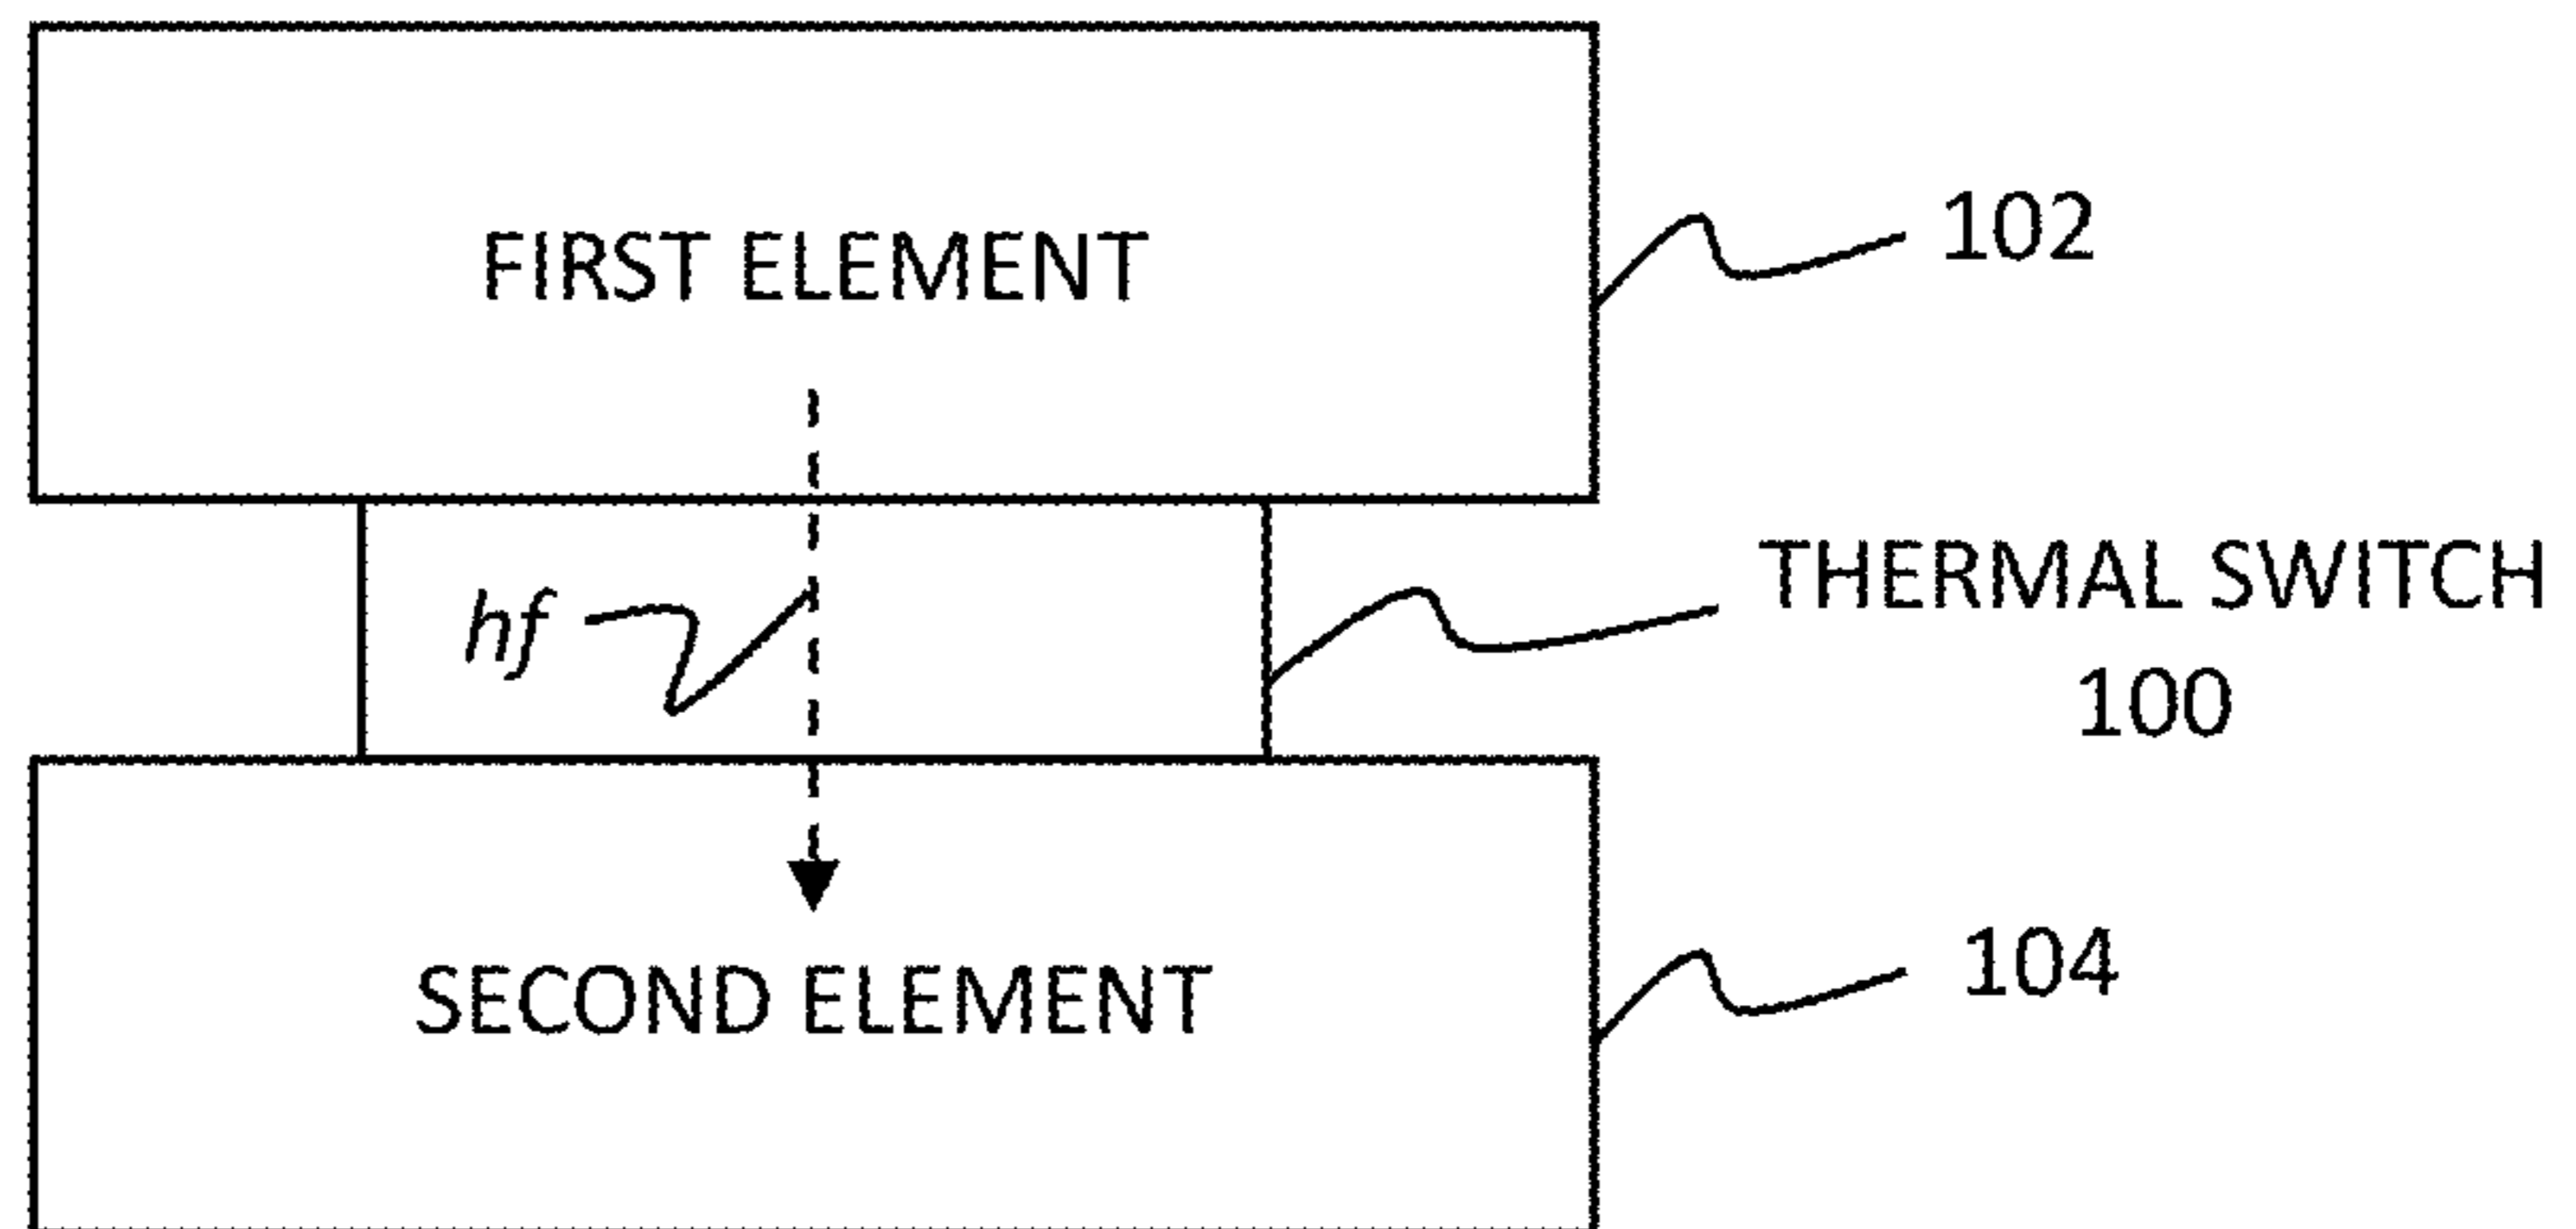 FIRST ELEMENT
102
hf
THERMAL SWITCH
100
SECOND ELEMENT
104